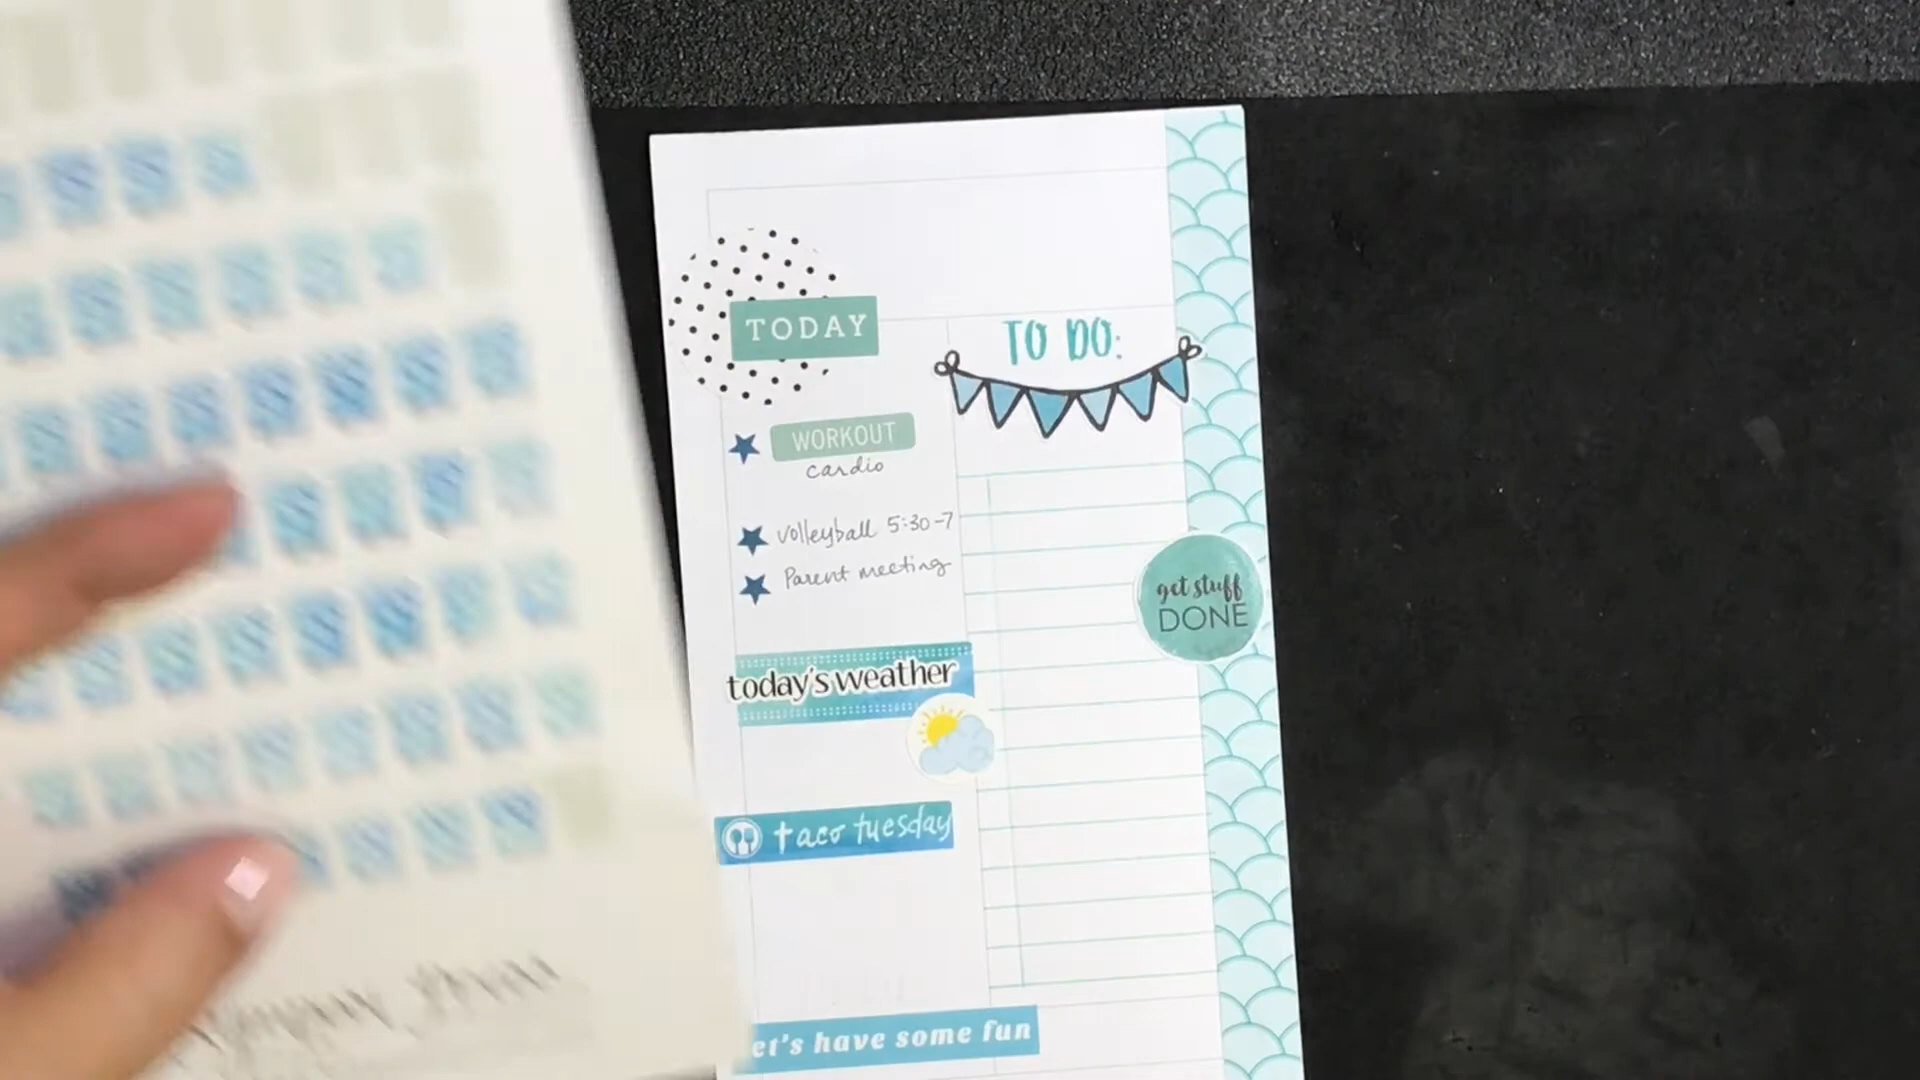 TODAY
TO DO:
WORKOUT
cardio
volleyball 5:30-7
Parent meeting
get stuff
DONE
today's weather
taco tuesday
et's have some fun